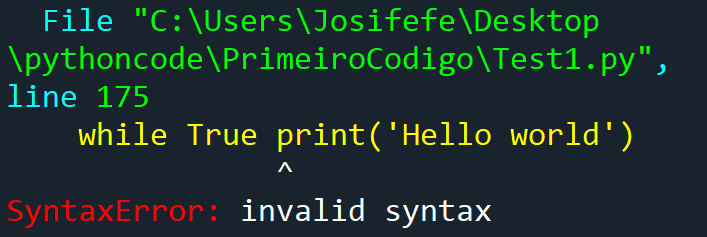 File "C:\Users\Josifefe\Desktop
\pythoncode\PrimeiroCodigo\Test1.py",
line 175
while True print('Hello world')
^
SyntaxError: invalid syntax